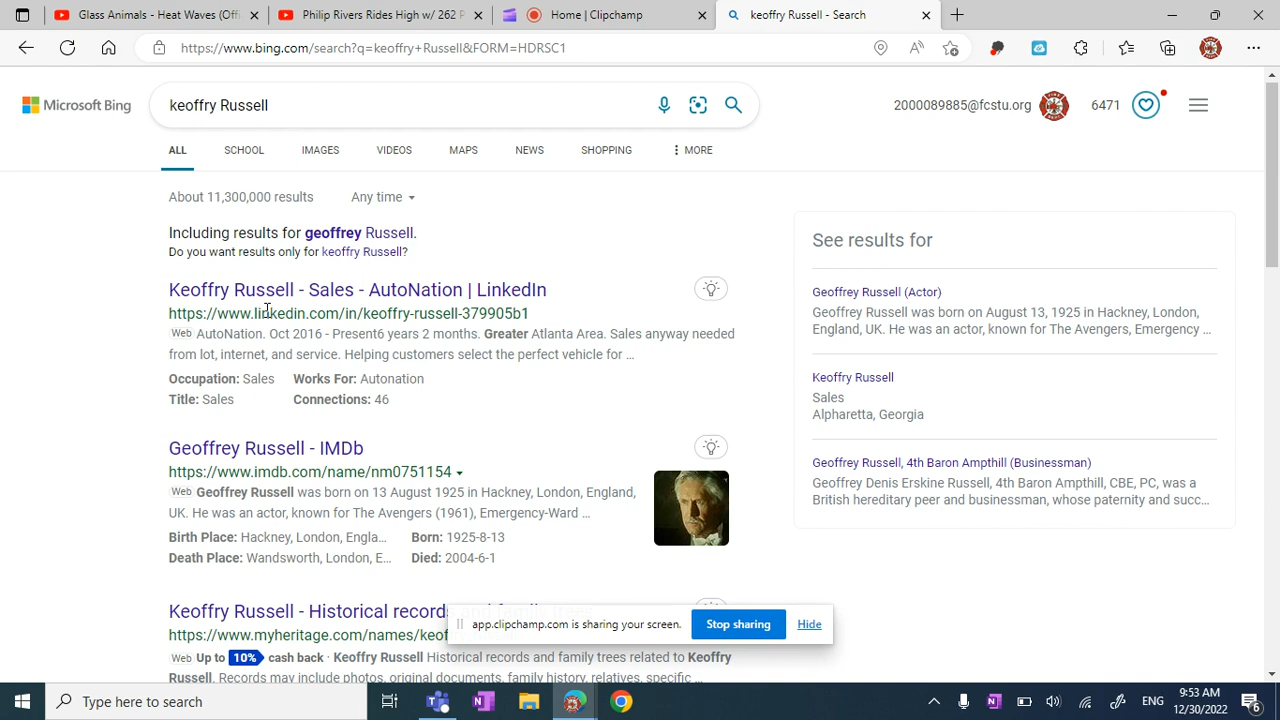 Glass Animals - Heat Waves (Of
Philip Rivers Rides High w/ 262 P
Home | Clipchamp
keoffry Russell - Search
https://www.bing.com/search?q=keoffry+Russell&FORM=HDRSC1
Microsoft Bing
keoffry Russell
2000089885@fcstu.org
6471
ALL
SCHOOL
IMAGES
VIDEOS
MAPS
NEWS
SHOPPING
MORE
About 11,300,000 results
Any time
Including results for geoffrey Russell.
Do you want results only for keoffry Russell?
Keoffry Russell - Sales - AutoNation | LinkedIn
https://www.linkedin.com/in/keoffry-russell-379905b1
Web AutoNation. Oct 2016 - Present6 years 2 months. Greater Atlanta Area. Sales anyway needed
from lot, internet, and service. Helping customers select the perfect vehicle for ...
Occupation: Sales Works For: Autonation
Title: Sales Connections: 46
Geoffrey Russell - IMDb
https://www.imdb.com/name/nm0751154
Web Geoffrey Russell was born on 13 August 1925 in Hackney, London, England,
UK. He was an actor, known for The Avengers (1961), Emergency-Ward ...
Birth Place: Hackney, London, Engla... Born: 1925-8-13
Death Place: Wandsworth, London, E... Died: 2004-6-1
Keoffry Russell - Historical records and family trees
https://www.myheritage.com/names/keof
Web Up to 10% cash back · Keoffry Russell Historical records and family trees related to Keoffry
Russell. Records may include photos, original documents, family history, relatives, specific ...
See results for
Geoffrey Russell (Actor)
Geoffrey Russell was born on August 13, 1925 in Hackney, London,
England, UK. He was an actor, known for The Avengers, Emergency ...
Keoffry Russell
Sales
Alpharetta, Georgia
Geoffrey Russell, 4th Baron Ampthill (Businessman)
Geoffrey Denis Erskine Russell, 4th Baron Ampthill, CBE, PC, was a
British hereditary peer and businessman, whose paternity and succ...
app.clipchamp.com is sharing your screen.
Stop sharing
Hide
Type here to search
ENG
9:53 AM
12/30/2022
6